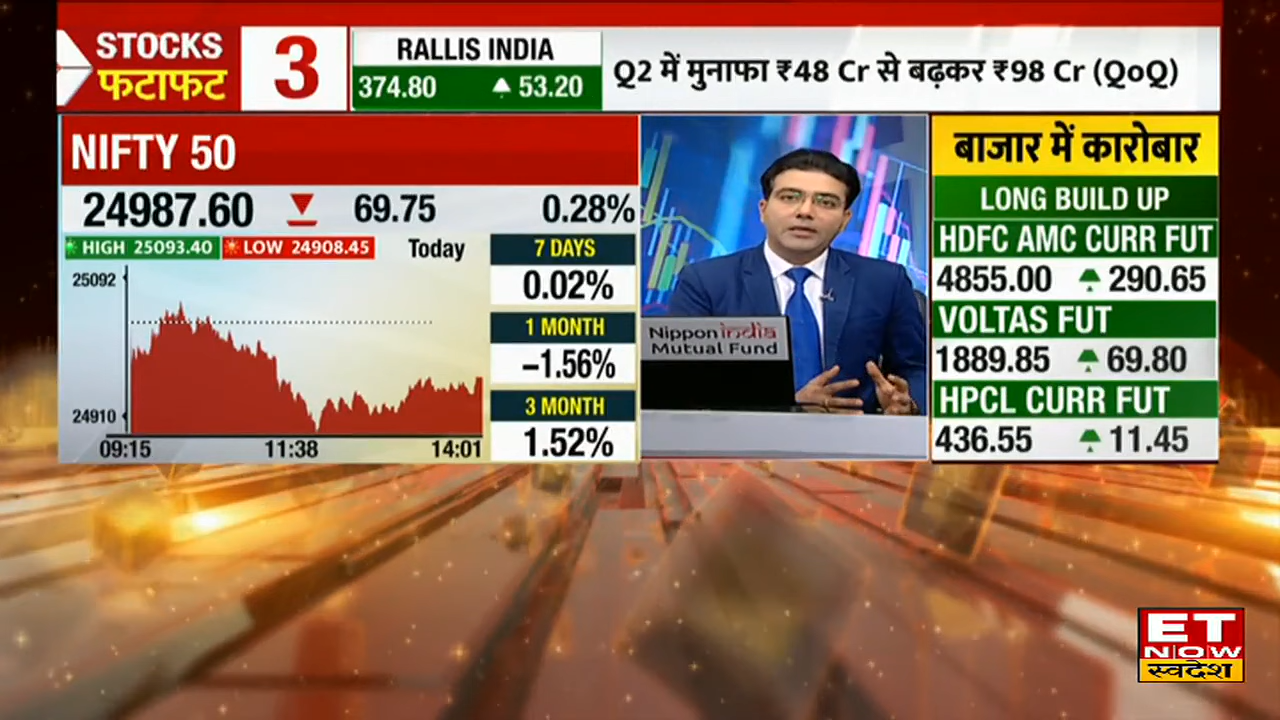 STOCKS
फटाफट
3
RALLIS INDIA
374.80 ▲ 53.20
Q2 में मुनाफा ₹48 Cr से बढ़कर ₹98 Cr (QoQ)
NIFTY 50
24987.60 ▼ 69.75 0.28%
HIGH 25093.40 LOW 24908.45 Today
25092
24910
09:15 11:38 14:01
7 DAYS
0.02%
1 MONTH
–1.56%
3 MONTH
1.52%
Nippon india
Mutual Fund
बाजार में कारोबार
LONG BUILD UP
HDFC AMC CURR FUT
4855.00 ▲ 290.65
VOLTAS FUT
1889.85 ▲ 69.80
HPCL CURR FUT
436.55 ▲ 11.45
ET
NOW
स्वदेश